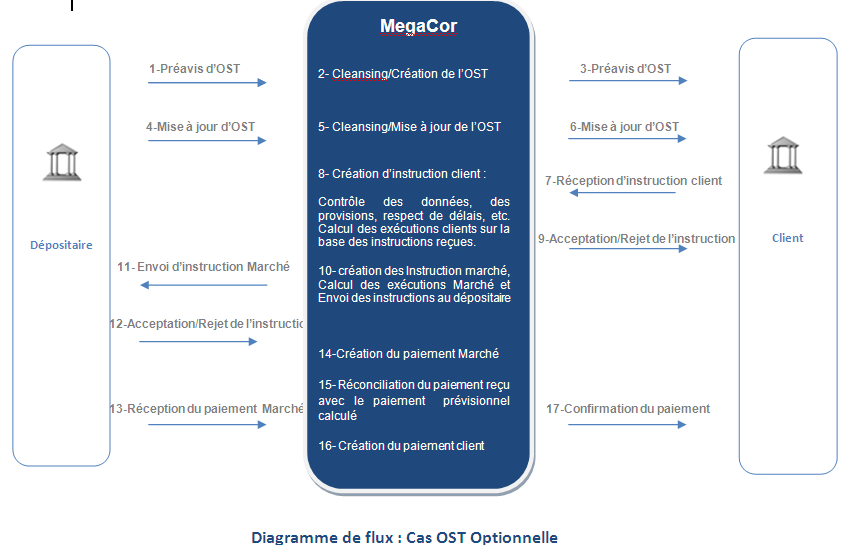 MegaCor
1-Préavis d'OST
2- Cleansing/Création de l'OST
3-Préavis d'OST
4-Mise à jour d'OST
5- Cleansing/Mise à jour de l'OST
6-Mise à jour d'OST
8- Création d'instruction client :
7-Réception d'instruction client
Contrôle des données, des
provisions, respect de délais, etc.
Calcul des exécutions clients sur la
base des instructions reçues.
9-Acceptation/Rejet de l'instruction
Dépositaire
Client
11- Envoi d'instruction Marché
10- création des Instruction marché,
Calcul des exécutions Marché et
Envoi des instructions au dépositaire
12-Acceptation/Rejet de l'instructio
14-Création du paiement Marché
15- Réconciliation du paiement reçu
avec le paiement prévisionnel
calculé
13-Réception du paiement Marché
17-Confirmation du paiement
16- Création du paiement client
Diagramme de flux : Cas OST Optionnelle